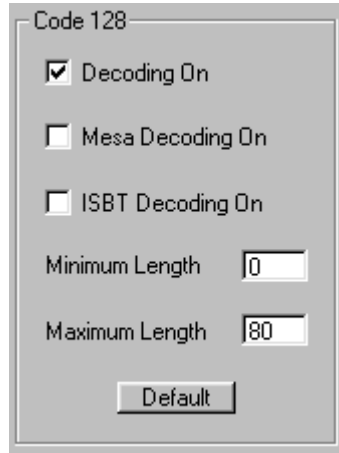 Code 128
Decoding On
Mesa Decoding On
ISBT Decoding On
Minimum Length 0
Maximum Length 80
Default